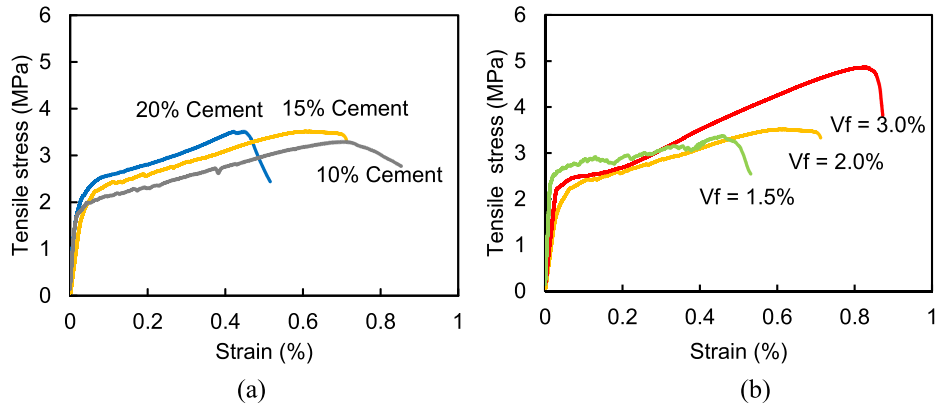 6
5
4
3
2
1
0
Tensile stress (MPa)
20% Cement
15% Cement
10% Cement
0
0.2
0.4
0.6
0.8
1
Strain (%)
(a)
6
5
4
3
2
1
0
Tensile stress (MPa)
Vf = 3.0%
Vf = 2.0%
Vf = 1.5%
0
0.2
0.4
0.6
0.8
1
Strain (%)
(b)